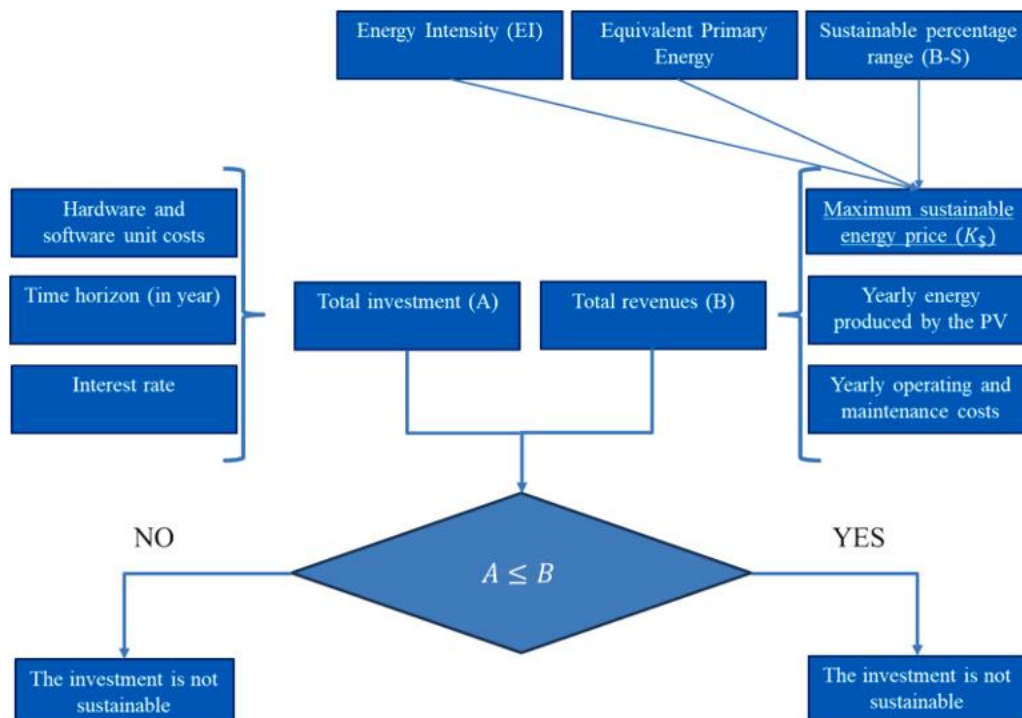 Energy Intensity (EI)
Equivalent Primary
Energy
Sustainable percentage
range (B-S)
Hardware and
software unit costs
Time horizon (in year)
Interest rate
Total investment (A)
Total revenues (B)
Maximum sustainable
energy price (K$)
Yearly energy
produced by the PV
Yearly operating and
maintenance costs
NO
YES
A ≤ B
The investment is not
sustainable
The investment is not
sustainable